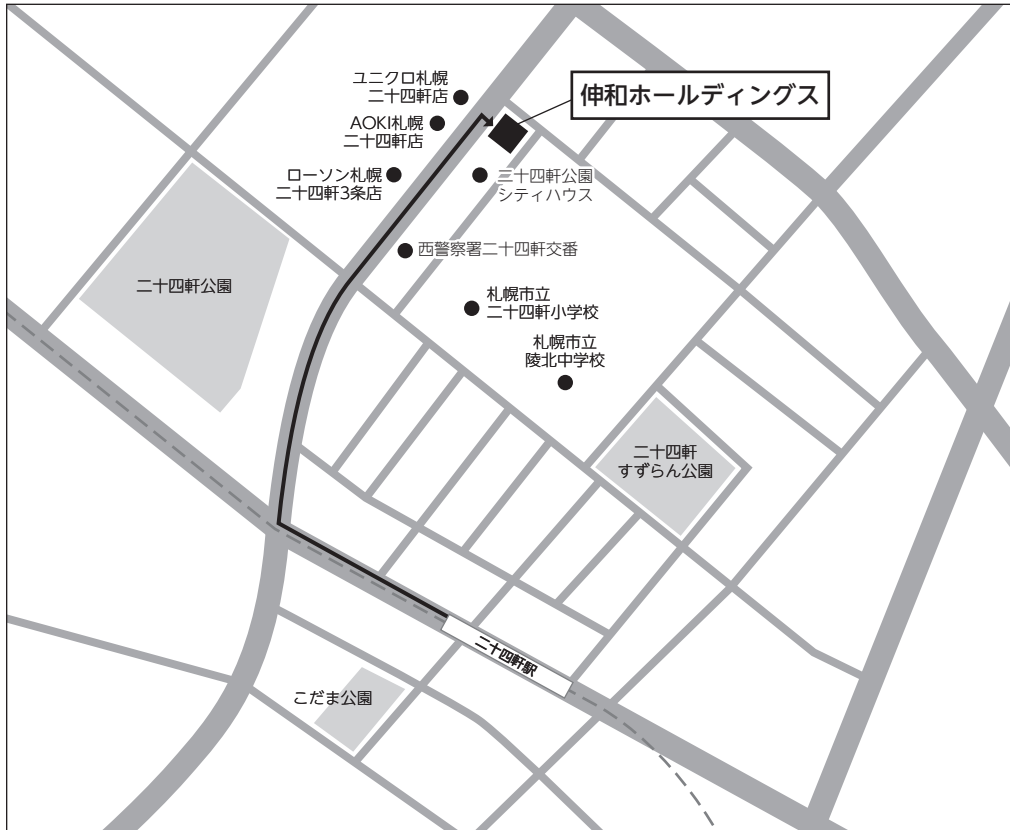 ユニクロ札幌
二十四軒店
AOKI札幌
二十四軒店
ローソン札幌
二十四軒3条店
伸和ホールディングス
二十四軒公園
シティハウス
西警察署二十四軒交番
二十四軒公園
札幌市立
二十四軒小学校
札幌市立
陵北中学校
二十四軒
すずらん公園
二十四軒駅
こだま公園